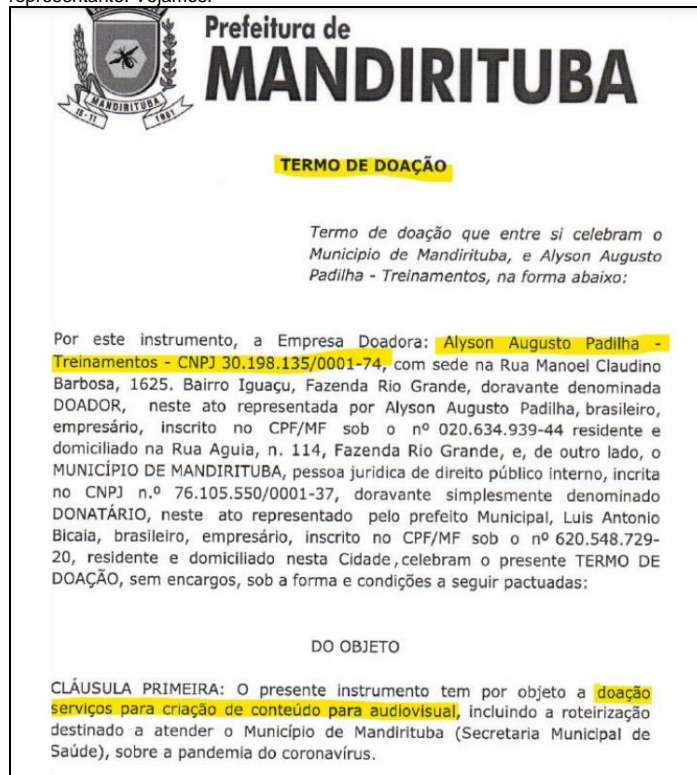 representante. Vejamos:
Prefeitura de
MANDIRITUBA
MANDIRITUBA
15-11 1961
TERMO DE DOAÇÃO
Termo de doação que entre si celebram o
Municipio de Mandirituba, e Alyson Augusto
Padilha - Treinamentos, na forma abaixo:
Por este instrumento, a Empresa Doadora: Alyson Augusto Padilha -
Treinamentos - CNPJ 30.198.135/0001-74, com sede na Rua Manoel Claudino
Barbosa, 1625. Bairro Iguaçu, Fazenda Rio Grande, doravante denominada
DOADOR, neste ato representada por Alyson Augusto Padilha, brasileiro,
empresário, inscrito no CPF/MF sob o nº 020.634.939-44 residente e
domiciliado na Rua Aguia, n. 114, Fazenda Rio Grande, e, de outro lado, o
MUNICÍPIO DE MANDIRITUBA, pessoa juridica de direito público interno, incrita
no CNPJ n.º 76.105.550/0001-37, doravante simplesmente denominado
DONATÁRIO, neste ato representado pelo prefeito Municipal, Luis Antonio
Bicaia, brasileiro, empresário, inscrito no CPF/MF sob o nº 620.548.729-
20, residente e domiciliado nesta Cidade, celebram o presente TERMO DE
DOAÇÃO, sem encargos, sob a forma e condições a seguir pactuadas:
DO OBJETO
CLÁUSULA PRIMEIRA: O presente instrumento tem por objeto a doação
serviços para criação de conteúdo para audiovisual, incluindo a roteirização
destinado a atender o Município de Mandirituba (Secretaria Municipal de
Saúde), sobre a pandemia do coronavírus.